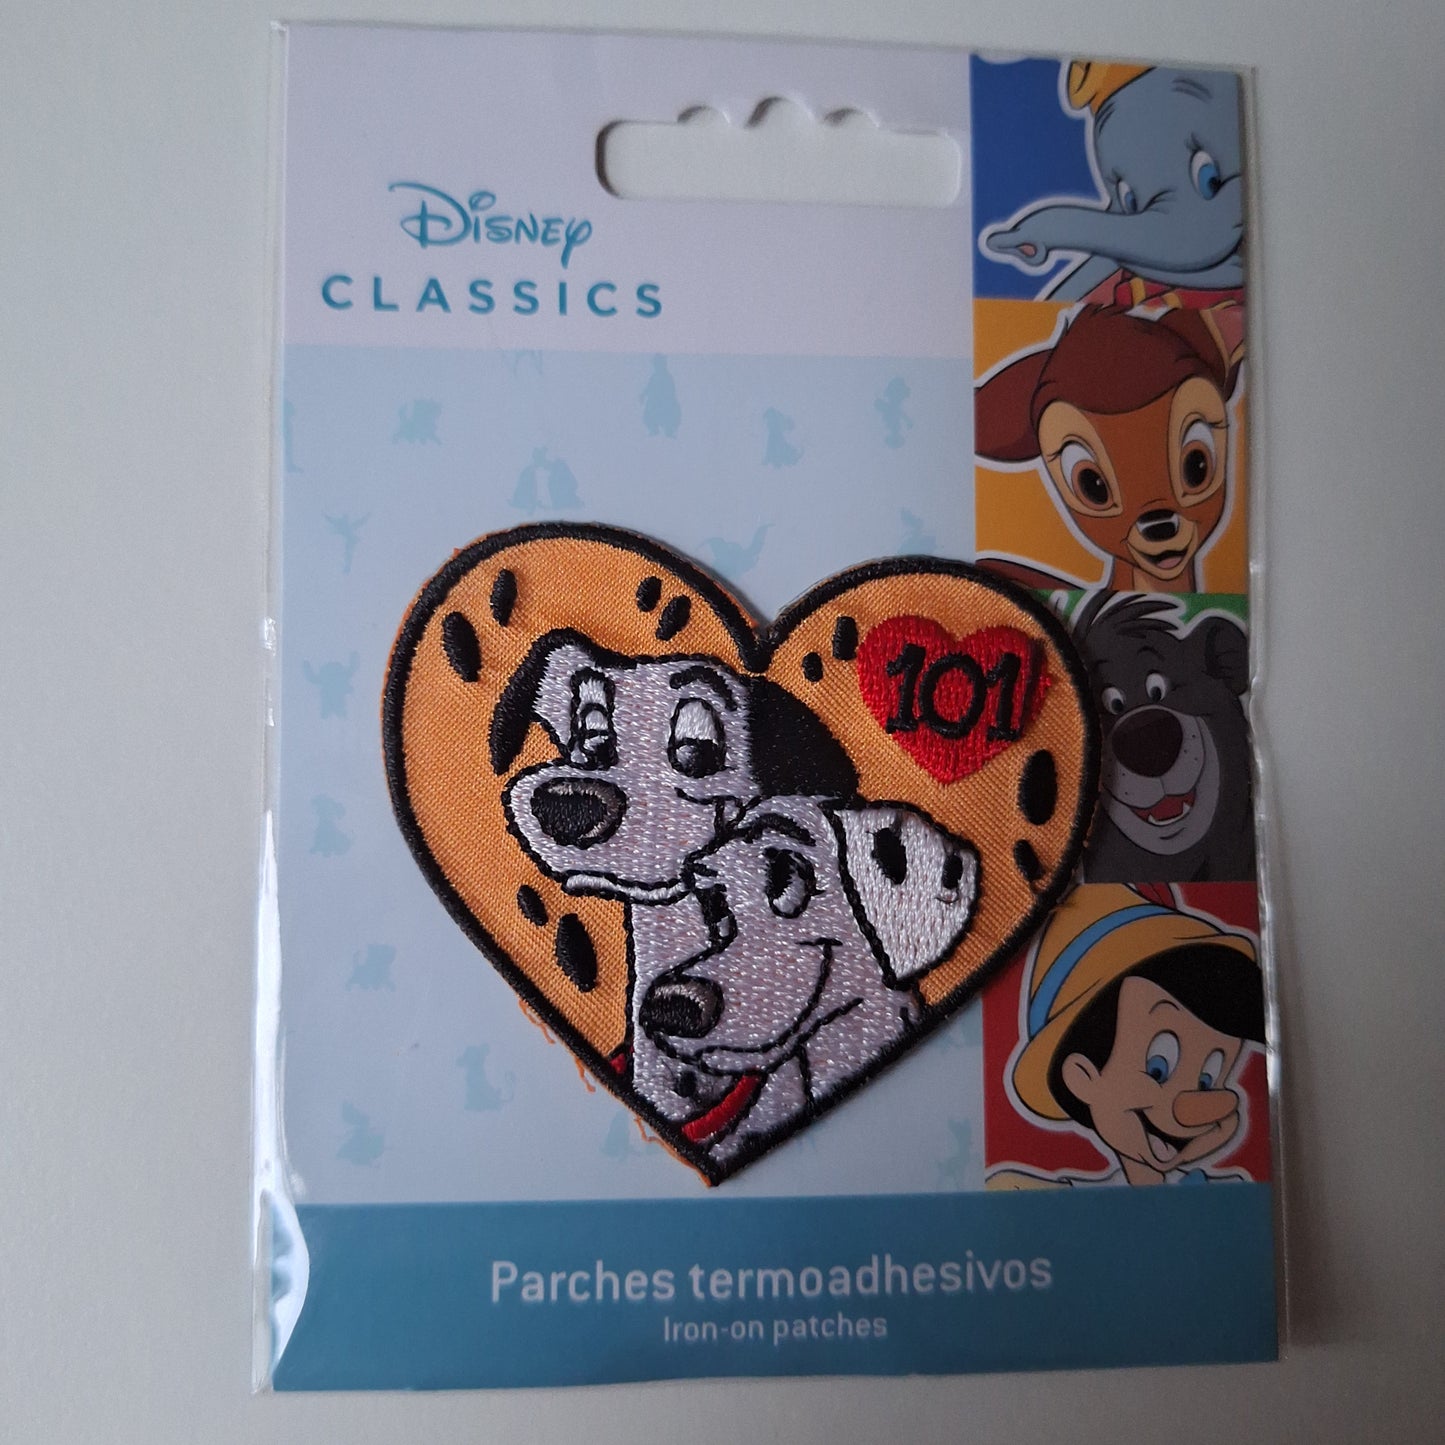 Disney
CLASSICS
101
Parches termoadhesivos
Iron-on patches